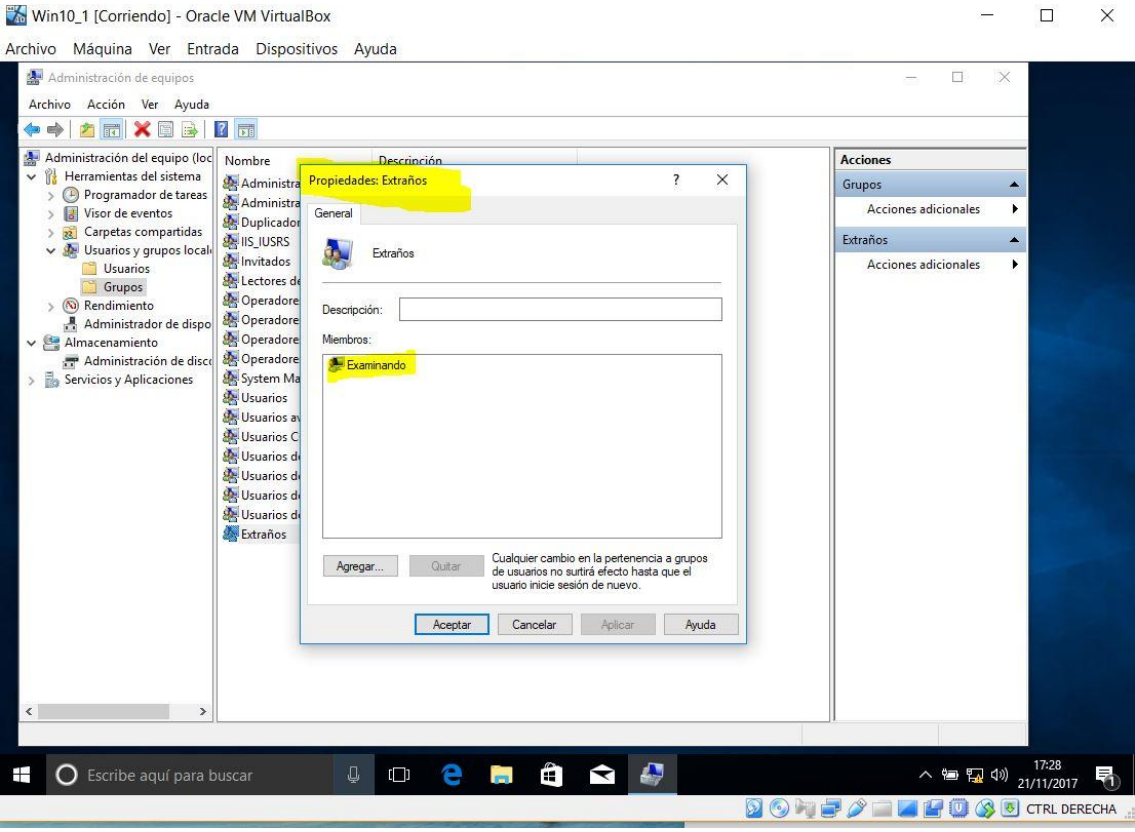 Win10_1 [Corriendo] - Oracle VM VirtualBox
Archivo Máquina Ver Entrada Dispositivos Ayuda
Administración de equipos
Archivo Acción Ver Ayuda
Administración del equipo (loc
Herramientas del sistema
Programador de tareas
Visor de eventos
Carpetas compartidas
Usuarios y grupos local
Usuarios
Grupos
Rendimiento
Administrador de dispo
Almacenamiento
Administración de disco
Servicios y Aplicaciones
Nombre Descripción
Administra
Administra
Duplicador
IIS_IUSRS
Invitados
Lectores de
Operadore
Operadore
Operadore
Operadore
System Ma
Usuarios
Usuarios av
Usuarios C
Usuarios de
Usuarios de
Usuarios de
Usuarios de
Extraños
Propiedades: Extraños
General
Extraños
Descripción:
Miembros:
Examinando
Agregar...
Quitar
Cualquier cambio en la pertenencia a grupos
de usuarios no surtirá efecto hasta que el
usuario inicie sesión de nuevo.
Aceptar Cancelar Aplicar Ayuda
Acciones
Grupos
Acciones adicionales
Extraños
Acciones adicionales
Escribe aquí para buscar
17:28
21/11/2017
1
CTRL DERECHA